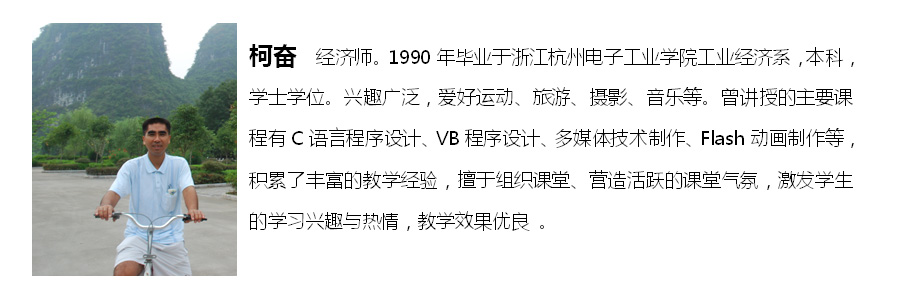 柯奋 经济师。1990 年毕业于浙江杭州电子工业学院工业经济系，本科，
学士学位。兴趣广泛，爱好运动、旅游、摄影、音乐等。曾讲授的主要课
程有 C 语言程序设计、VB 程序设计、多媒体技术制作、Flash 动画制作等，
积累了丰富的教学经验，擅于组织课堂、营造活跃的课堂气氛，激发学生
的学习兴趣与热情，教学效果优良 。